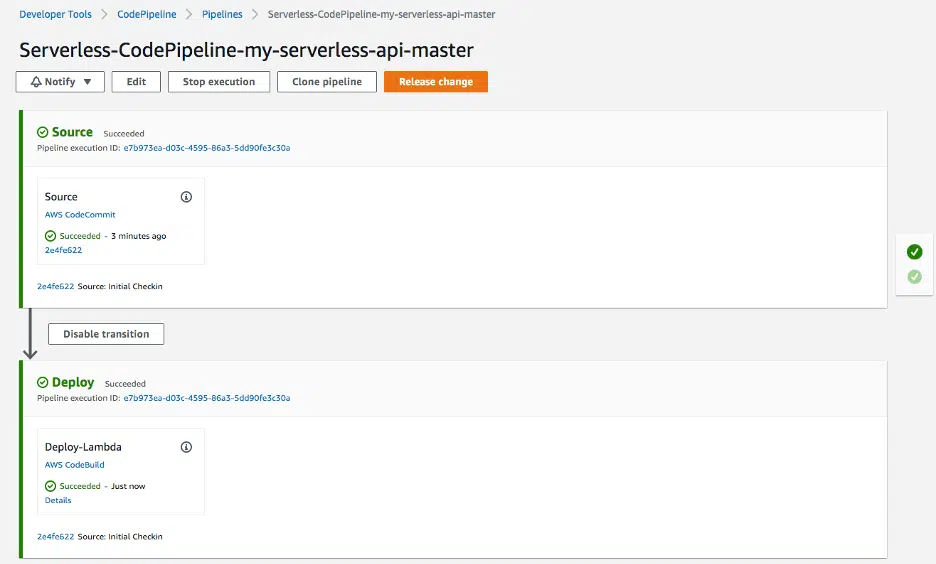 Developer Tools > CodePipeline > Pipelines > Serverless-CodePipeline-my-serverless-api-master
Serverless-CodePipeline-my-serverless-api-master
Notify ▼ Edit Stop execution Clone pipeline Release change
Source Succeeded
Pipeline execution ID: e7b973ea-d03c-4595-86a3-5dd90fe3c30a
Source
AWS CodeCommit
Succeeded - 3 minutes ago
2e4fe622
2e4fe622 Source: Initial Checkin
Disable transition
Deploy Succeeded
Pipeline execution ID: e7b973ea-d03c-4595-86a3-5dd90fe3c30a
Deploy-Lambda
AWS CodeBuild
Succeeded - Just now
Details
2e4fe622 Source: Initial Checkin